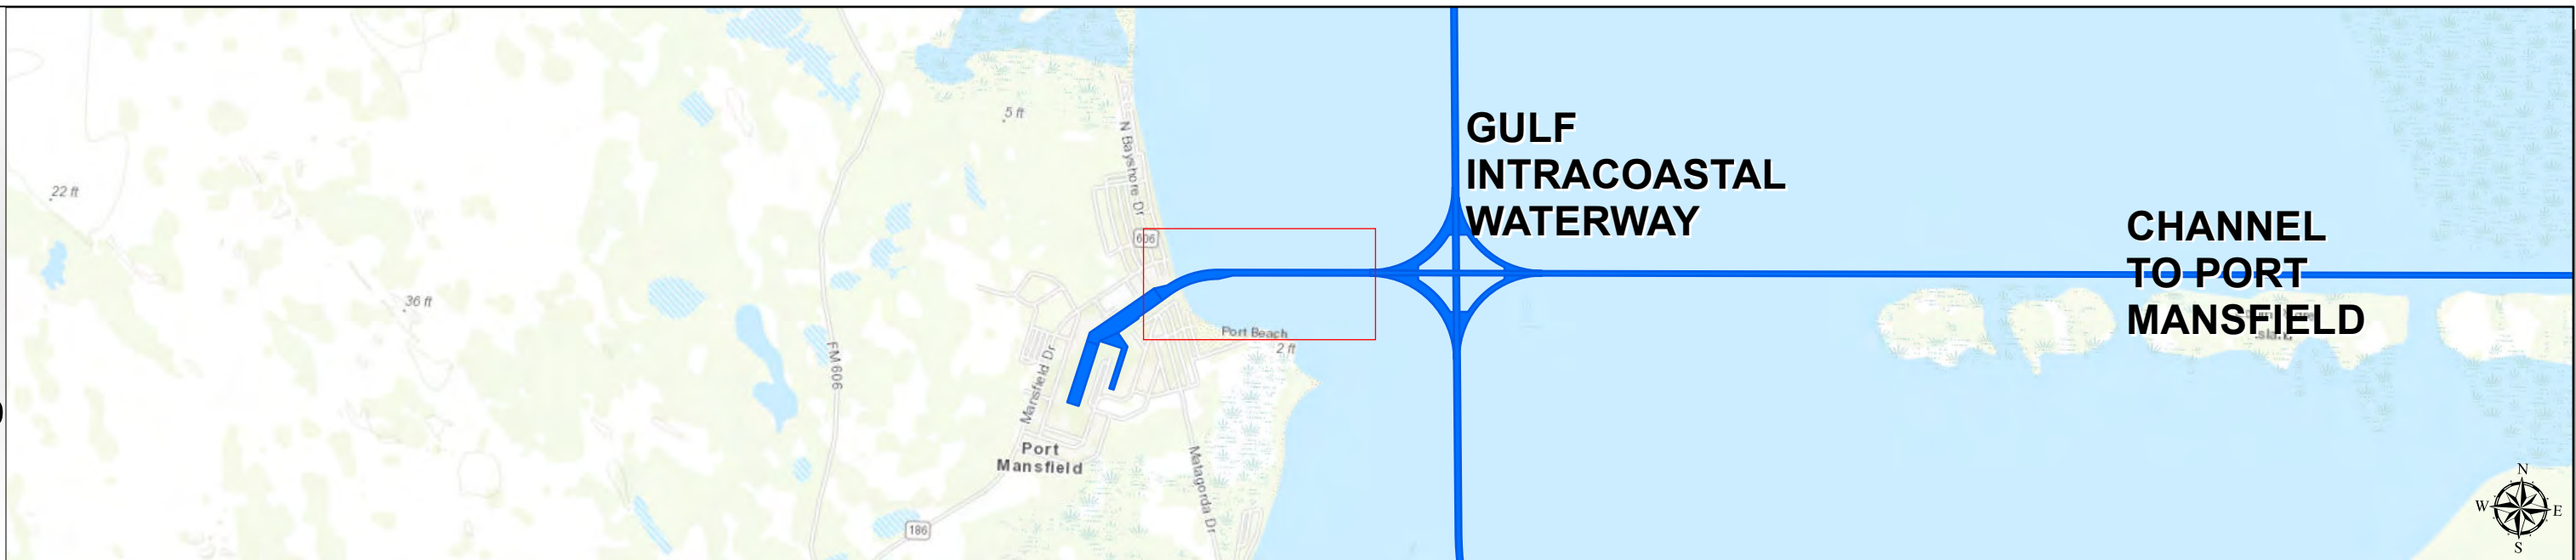 5 ft
N Bayshore Dr
22 ft
606
36 ft
FM 606
Mansfield Dr
Port Beach
2 ft
Port
Mansfield
Matagorda Dr
186
GULF
INTRACOASTAL
WATERWAY
CHANNEL
TO PORT
MANSFIELD
N
W
E
S